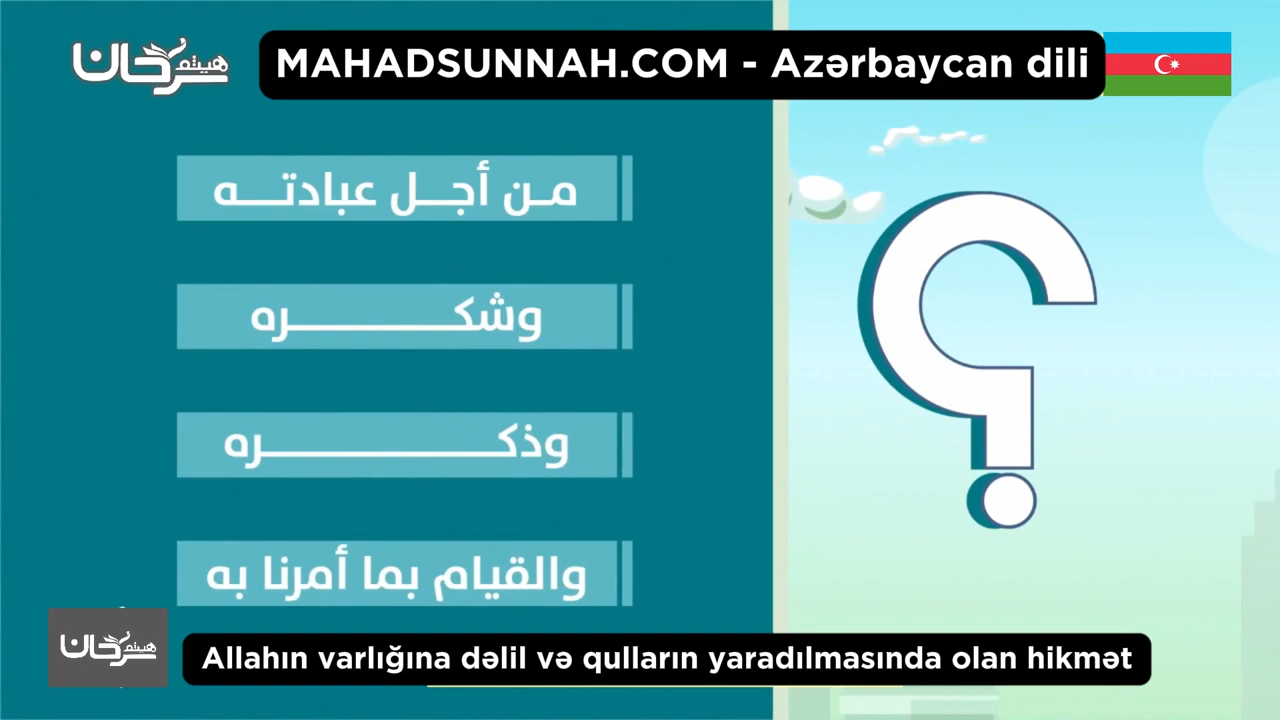 هيثم سرحان
MAHADSUNNAH.COM - Azərbaycan dili
من أجل عبادته
وشكره
وذكره
والقيام بما أمرنا به
؟
هيثم سرحان
Allahın varlığına dəlil və qulların yaradılmasında olan hikmət